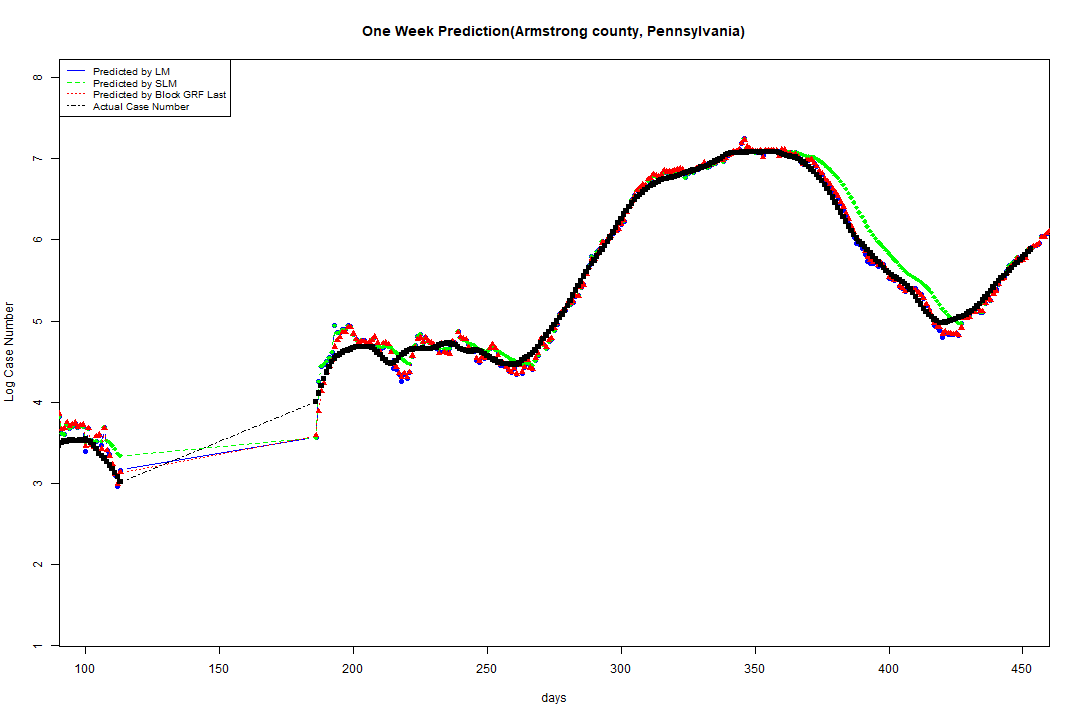 One Week Prediction(Armstrong county, Pennsylvania)
Predicted by LM
Predicted by SLM
Predicted by Block GRF Last
Actual Case Number
Log Case Number
8
7
6
5
4
3
2
1
100 150 200 250 300 350 400 450
days